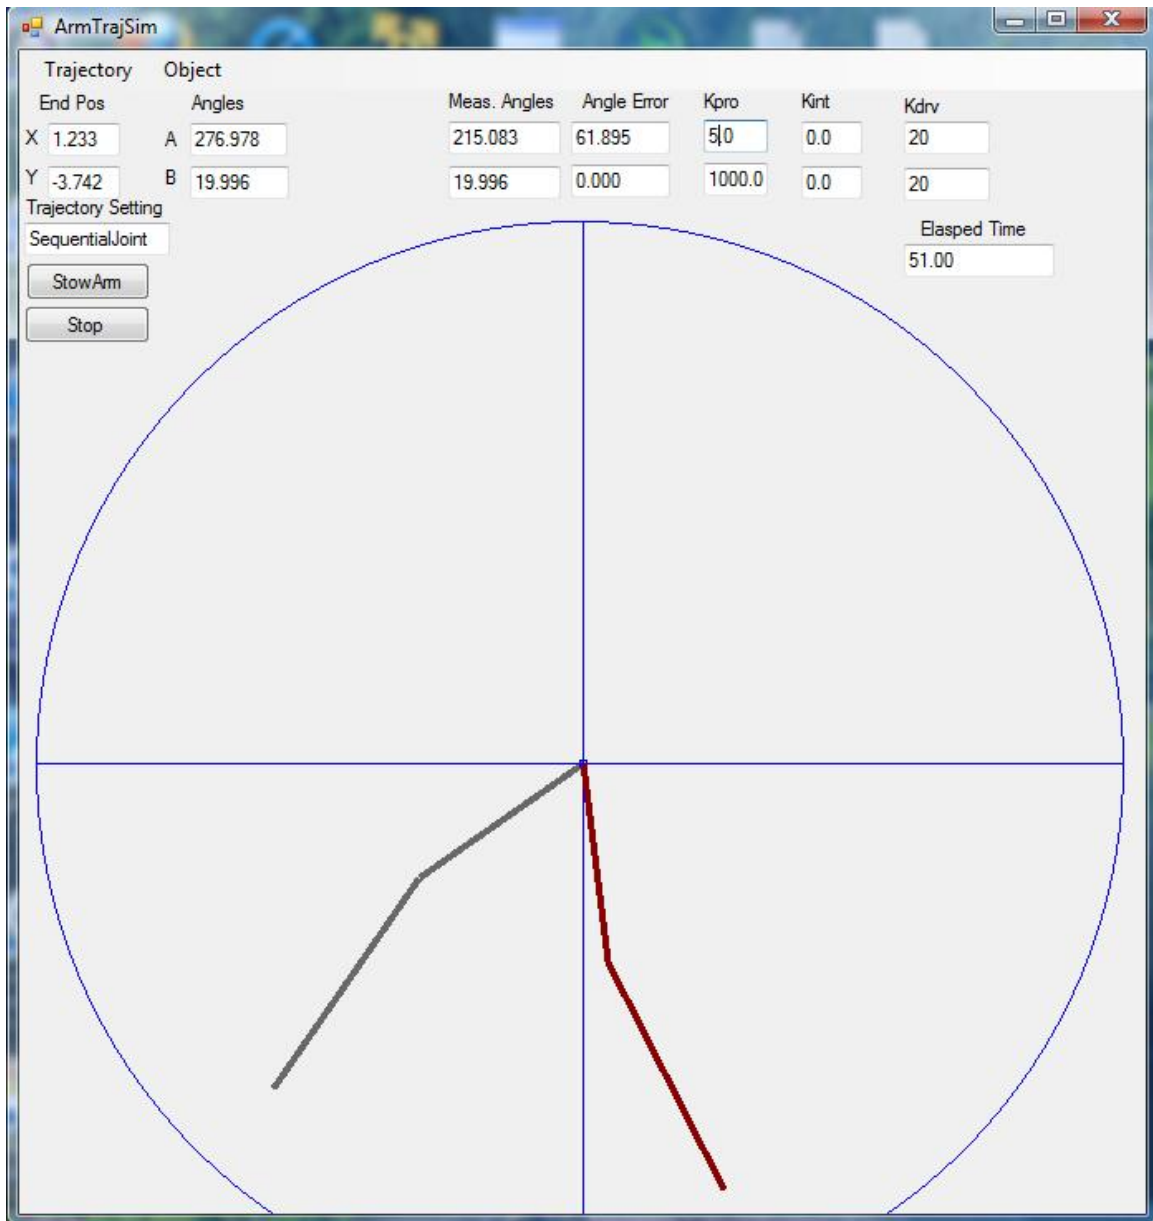 ArmTrajSim
Trajectory Object
End Pos Angles Meas. Angles Angle Error Kpro Kint Kdrv
X 1.233 A 276.978 215.083 61.895 5.0 0.0 20
Y -3.742 B 19.996 19.996 0.000 1000.0 0.0 20
Trajectory Setting
SequentialJoint
Elasped Time
51.00
StowArm
Stop